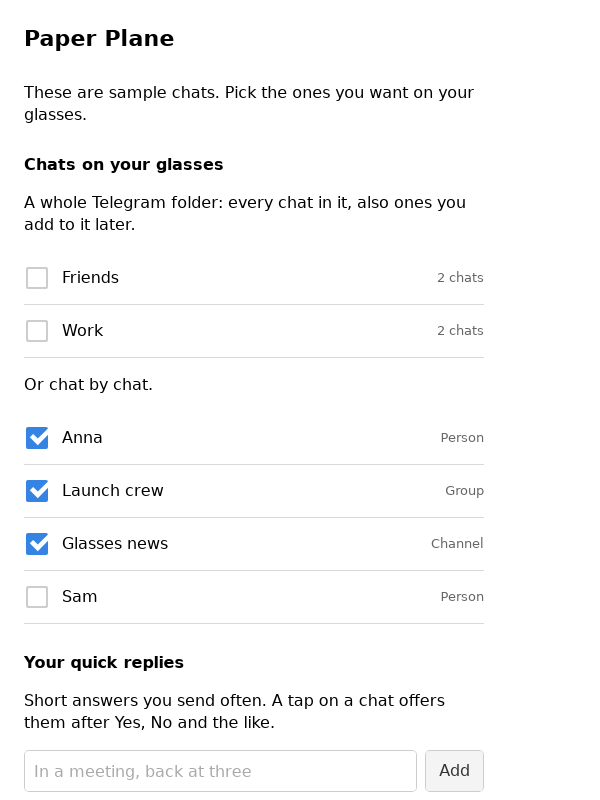 Paper Plane
These are sample chats. Pick the ones you want on your
glasses.
Chats on your glasses
A whole Telegram folder: every chat in it, also ones you
add to it later.
Friends 2 chats
Work 2 chats
Or chat by chat.
Anna Person
Launch crew Group
Glasses news Channel
Sam Person
Your quick replies
Short answers you send often. A tap on a chat offers
them after Yes, No and the like.
In a meeting, back at three Add